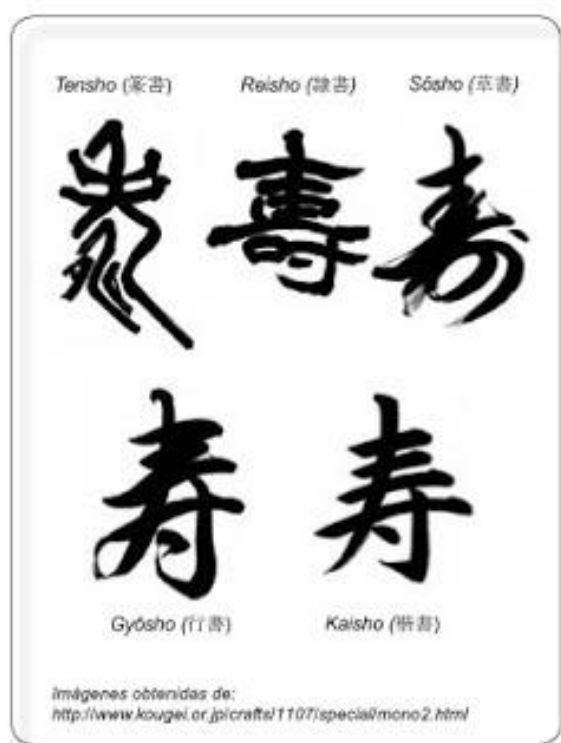 Tensho (篆書) Reisho (隷書) Sôsho (草書)
壽 寿
寿 寿
Gyôsho (行書) Kaisho (楷書)
Imágenes obtenidas de:
http://www.kougei.or.jp/crafts/1107/special/mono2.html